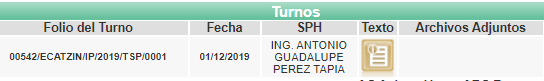 Turnos
Folio del Turno Fecha SPH Texto Archivos Adjuntos
00542/ECATZIN/IP/2019/TSP/0001 01/12/2019 ING. ANTONIO
GUADALUPE
PEREZ TAPIA